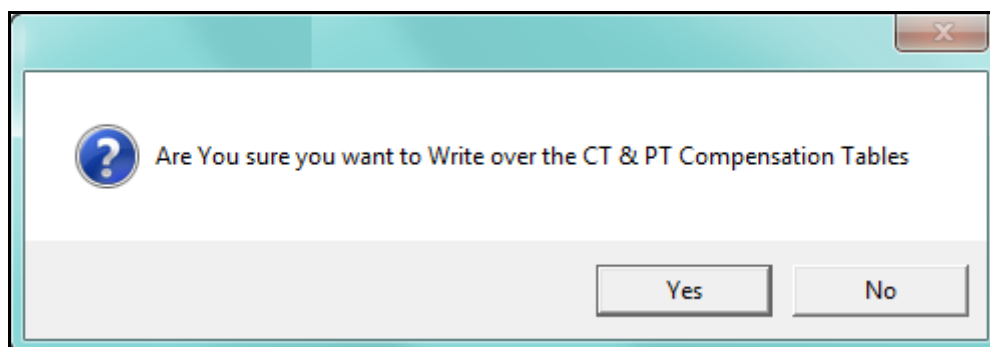 Are You sure you want to Write over the CT & PT Compensation Tables
Yes No